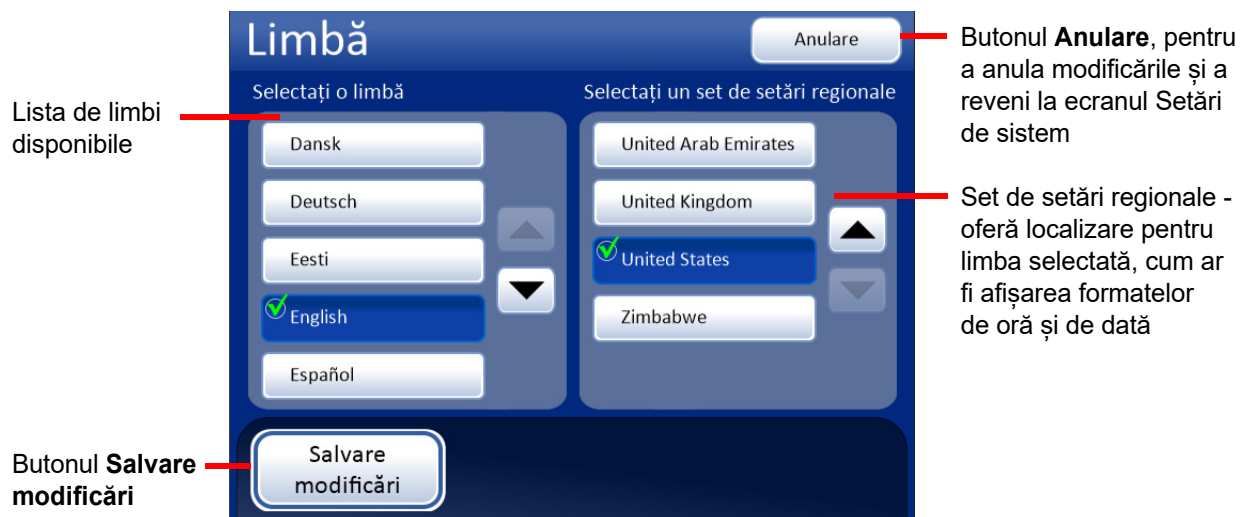 Limbă
Anulare
Selectați o limbă
Selectați un set de setări regionale
Dansk
Deutsch
Eesti
English
Español
United Arab Emirates
United Kingdom
United States
Zimbabwe
Salvare
modificări
Lista de limbi
disponibile
Butonul Salvare
modificări
Butonul Anulare, pentru
a anula modificările și a
reveni la ecranul Setări
de sistem
Set de setări regionale -
oferă localizare pentru
limba selectată, cum ar
fi afișarea formatelor
de oră și de dată